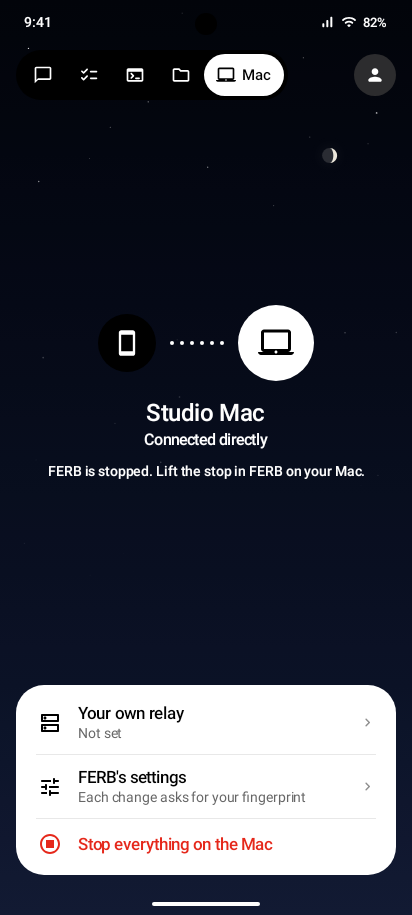 9:41
82%
Mac
Studio Mac
Connected directly
FERB is stopped. Lift the stop in FERB on your Mac.
Your own relay
Not set
FERB's settings
Each change asks for your fingerprint
Stop everything on the Mac